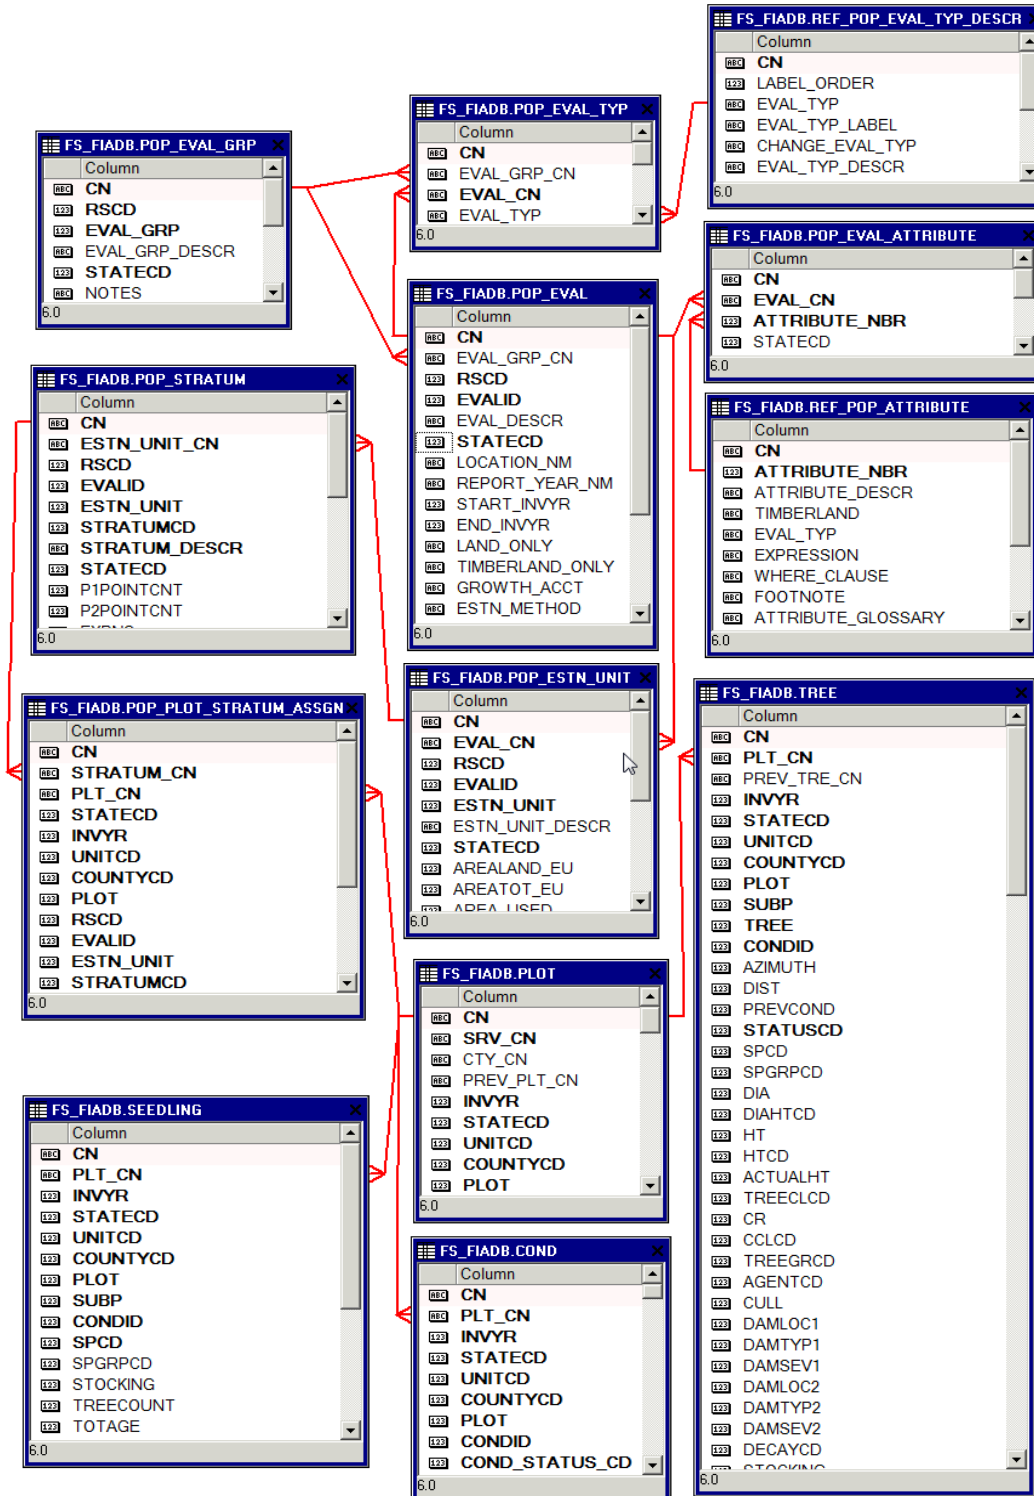 FS_FIADB.REF_POP_EVAL_TYP_DESCR
Column
CN
LABEL_ORDER
EVAL_TYP
EVAL_TYP_LABEL
CHANGE_EVAL_TYP
EVAL_TYP_DESCR
6.0
FS_FIADB.POP_EVAL_TYP
Column
CN
EVAL_GRP_CN
EVAL_CN
EVAL_TYP
6.0
FS_FIADB.POP_EVAL_GRP
Column
CN
RSCD
EVAL_GRP
EVAL_GRP_DESCR
STATECD
NOTES
6.0
FS_FIADB.POP_EVAL_ATTRIBUTE
Column
CN
EVAL_CN
ATTRIBUTE_NBR
STATECD
6.0
FS_FIADB.POP_EVAL
Column
CN
EVAL_GRP_CN
RSCD
EVALID
EVAL_DESCR
STATECD
LOCATION_NM
REPORT_YEAR_NM
START_INVYR
END_INVYR
LAND_ONLY
TIMBERLAND_ONLY
GROWTH_ACCT
ESTN_METHOD
6.0
FS_FIADB.POP_STRATUM
Column
CN
ESTN_UNIT_CN
RSCD
EVALID
ESTN_UNIT
STRATUMCD
STRATUM_DESCR
STATECD
P1POINTCNT
P2POINTCNT
6.0
FS_FIADB.REF_POP_ATTRIBUTE
Column
CN
ATTRIBUTE_NBR
ATTRIBUTE_DESCR
TIMBERLAND
EVAL_TYP
EXPRESSION
WHERE_CLAUSE
FOOTNOTE
ATTRIBUTE_GLOSSARY
6.0
FS_FIADB.POP_PLOT_STRATUM_ASSGN
Column
CN
STRATUM_CN
PLT_CN
STATECD
INVYR
UNITCD
COUNTYCD
PLOT
RSCD
EVALID
ESTN_UNIT
STRATUMCD
6.0
FS_FIADB.POP_ESTN_UNIT
Column
CN
EVAL_CN
RSCD
EVALID
ESTN_UNIT
ESTN_UNIT_DESCR
STATECD
AREALAND_EU
AREATOT_EU
AREA_USED
6.0
FS_FIADB.TREE
Column
CN
PLT_CN
PREV_TRE_CN
INVYR
STATECD
UNITCD
COUNTYCD
PLOT
SUBP
TREE
CONDID
AZIMUTH
DIST
PREVCOND
STATUSCD
SPCD
SPGRPCD
DIA
DIAHTCD
HT
HTCD
ACTUALHT
TREECLCD
CR
CCLCD
TREEGRCD
AGENTCD
CULL
DAMLOC1
DAMTYP1
DAMSEV1
DAMLOC2
DAMTYP2
DAMSEV2
DECAYCD
STOCKING
6.0
FS_FIADB.PLOT
Column
CN
SRV_CN
CTY_CN
PREV_PLT_CN
INVYR
STATECD
UNITCD
COUNTYCD
PLOT
6.0
FS_FIADB.SEEDLING
Column
CN
PLT_CN
INVYR
STATECD
UNITCD
COUNTYCD
PLOT
SUBP
CONDID
SPCD
SPGRPCD
STOCKING
TREECOUNT
TOTAGE
6.0
FS_FIADB.COND
Column
CN
PLT_CN
INVYR
STATECD
UNITCD
COUNTYCD
PLOT
CONDID
COND_STATUS_CD
6.0